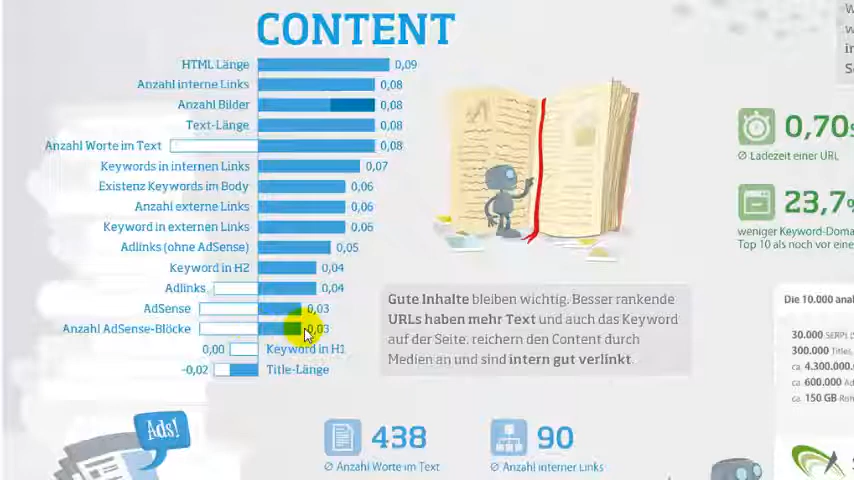 CONTENT
HTML Länge 0,09
Anzahl interne Links 0,08
Anzahl Bilder 0,08
Text-Länge 0,08
Anzahl Worte im Text 0,08
Keywords in internen Links 0,07
Existenz Keywords im Body 0,06
Anzahl externe Links 0,06
Keyword in externen Links 0,06
Adlinks (ohne AdSense) 0,05
Keyword in H2 0,04
Adlinks 0,04
AdSense 0,03
Anzahl AdSense-Blöcke 0,03
0,00 Keyword in H1
-0,02 Title-Länge
Gute Inhalte bleiben wichtig. Besser rankende
URLs haben mehr Text und auch das Keyword
auf der Seite, reichern den Content durch
Medien an und sind intern gut verlinkt.
Ads!
438
Ø Anzahl Worte im Text
90
Ø Anzahl interner Links
0,70
Ø Ladezeit einer URL
23,7%
weniger Keyword-Doma
Top 10 als noch vor eine
Die 10.000 anal
30.000 SERPs
300.000 Titles,
ca. 4.300.000
ca. 600.000 Ad
ca. 150 GB Roh